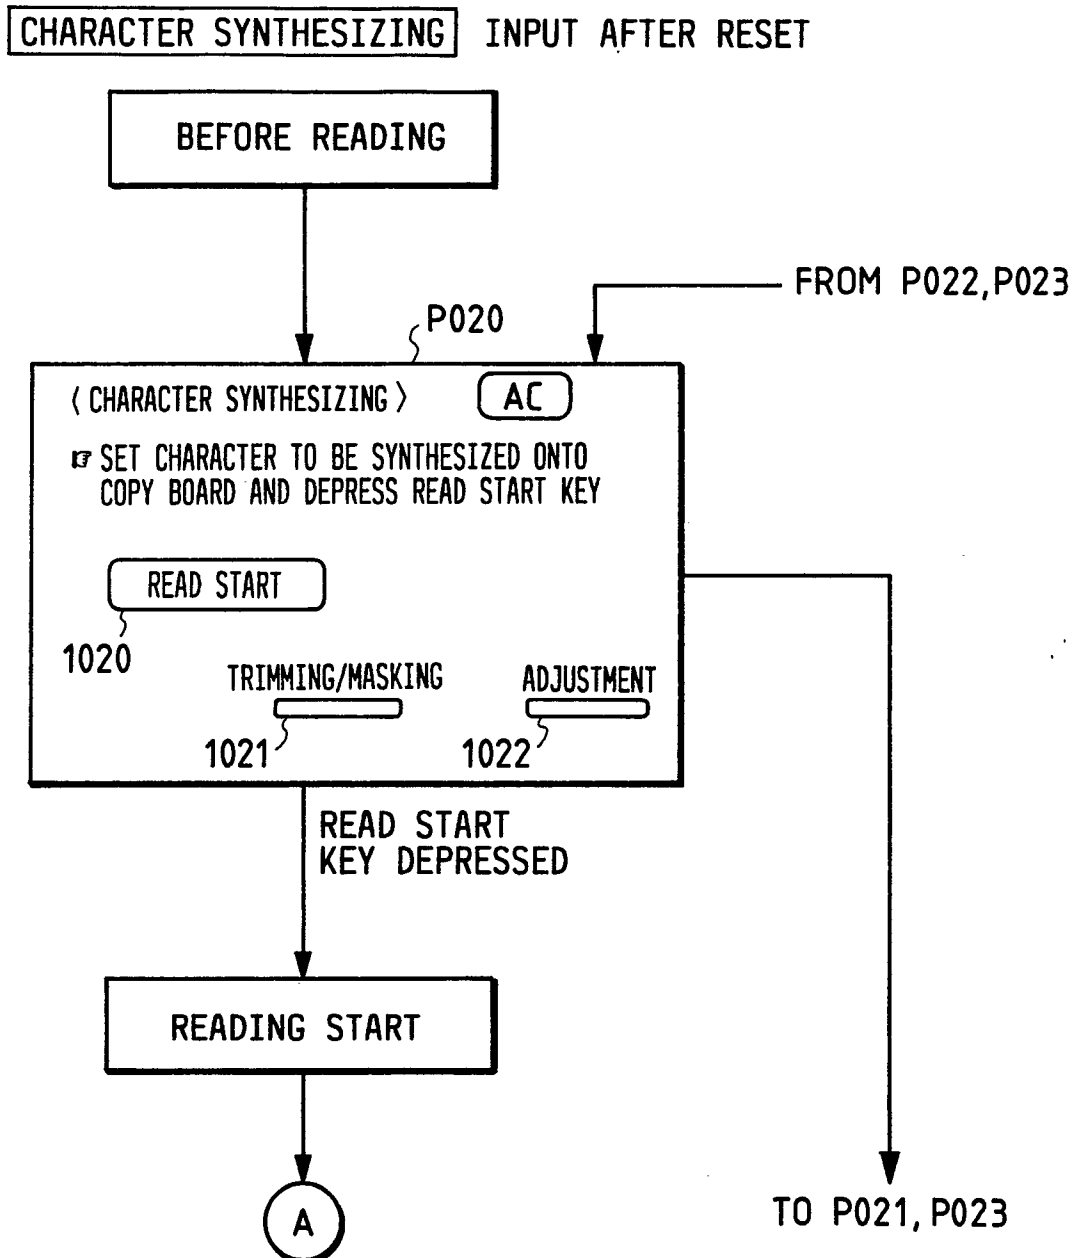 CHARACTER SYNTHESIZING INPUT AFTER RESET
BEFORE READING
FROM P022, P023
P020
〈 CHARACTER SYNTHESIZING 〉 AC
☞ SET CHARACTER TO BE SYNTHESIZED ONTO
COPY BOARD AND DEPRESS READ START KEY
READ START
1020
TRIMMING/MASKING ADJUSTMENT
1021 1022
READ START
KEY DEPRESSED
READING START
A
TO P021, P023